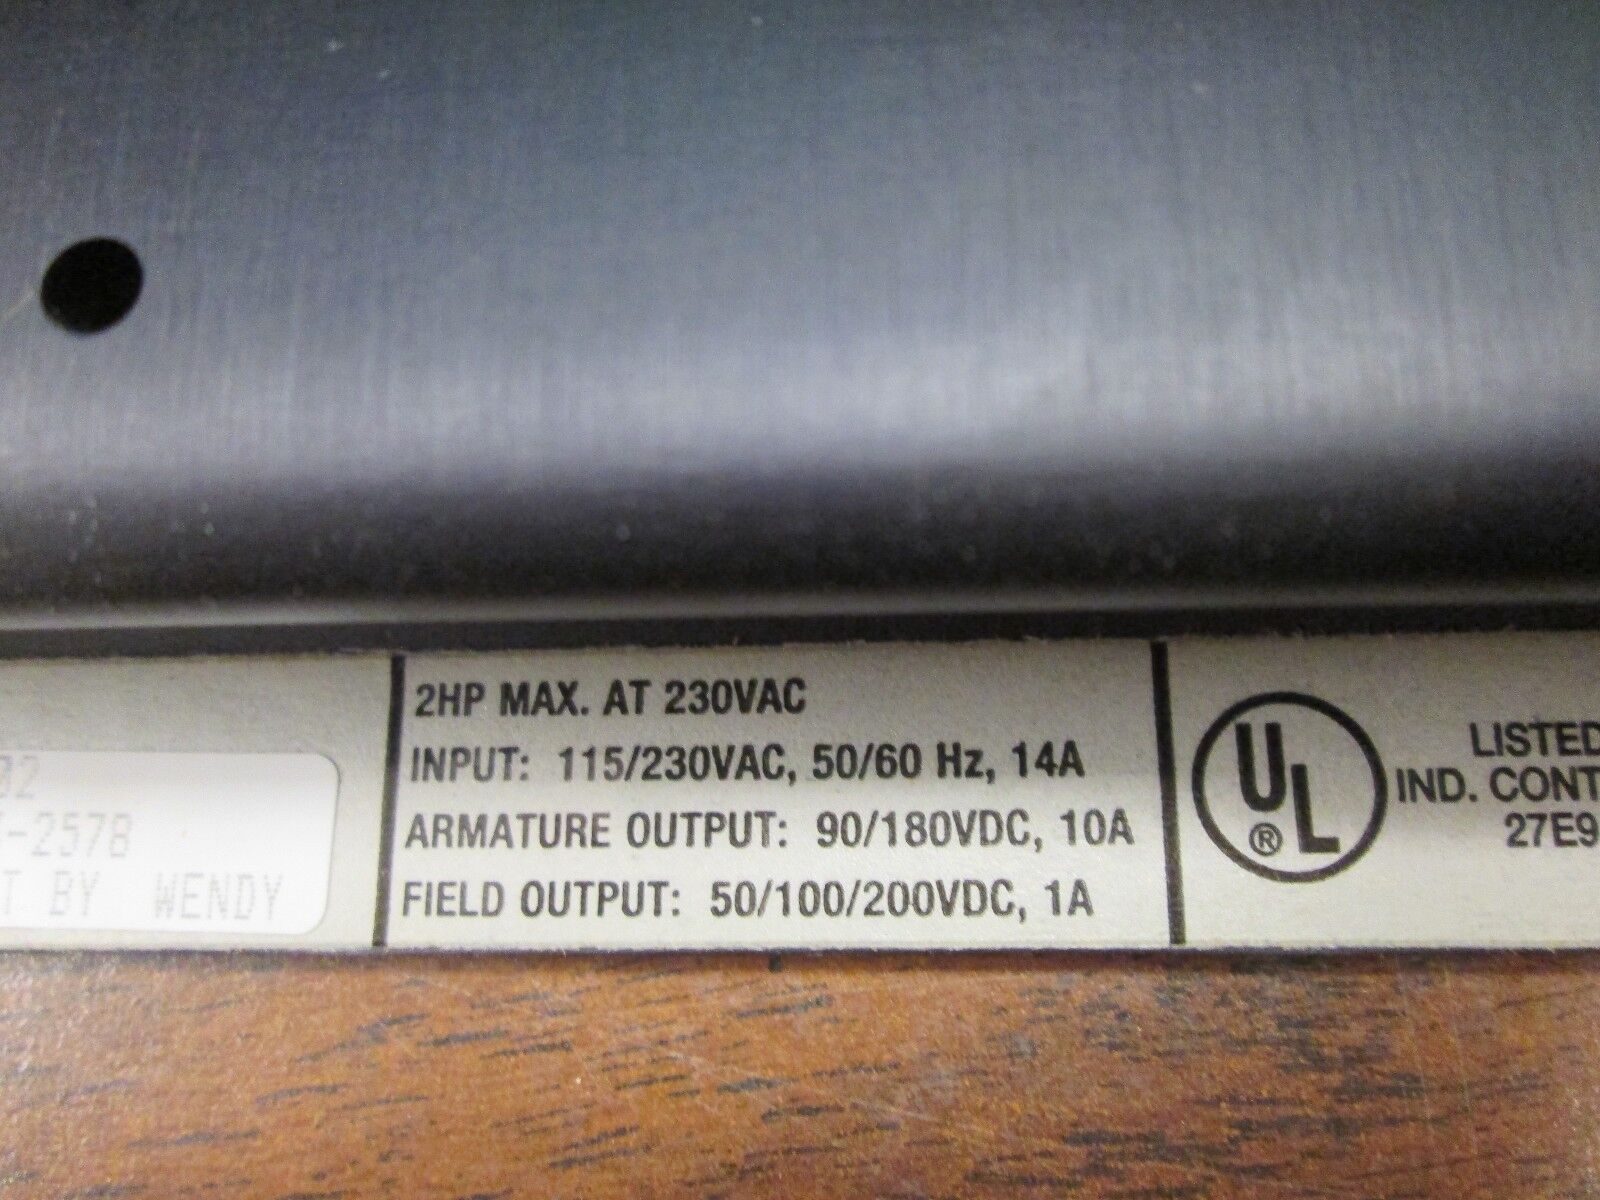 02
-2578
T BY WENDY
2HP MAX. AT 230VAC
INPUT: 115/230VAC, 50/60 Hz, 14A
ARMATURE OUTPUT: 90/180VDC, 10A
FIELD OUTPUT: 50/100/200VDC, 1A
UL
®
LISTED
IND. CONT
27E9